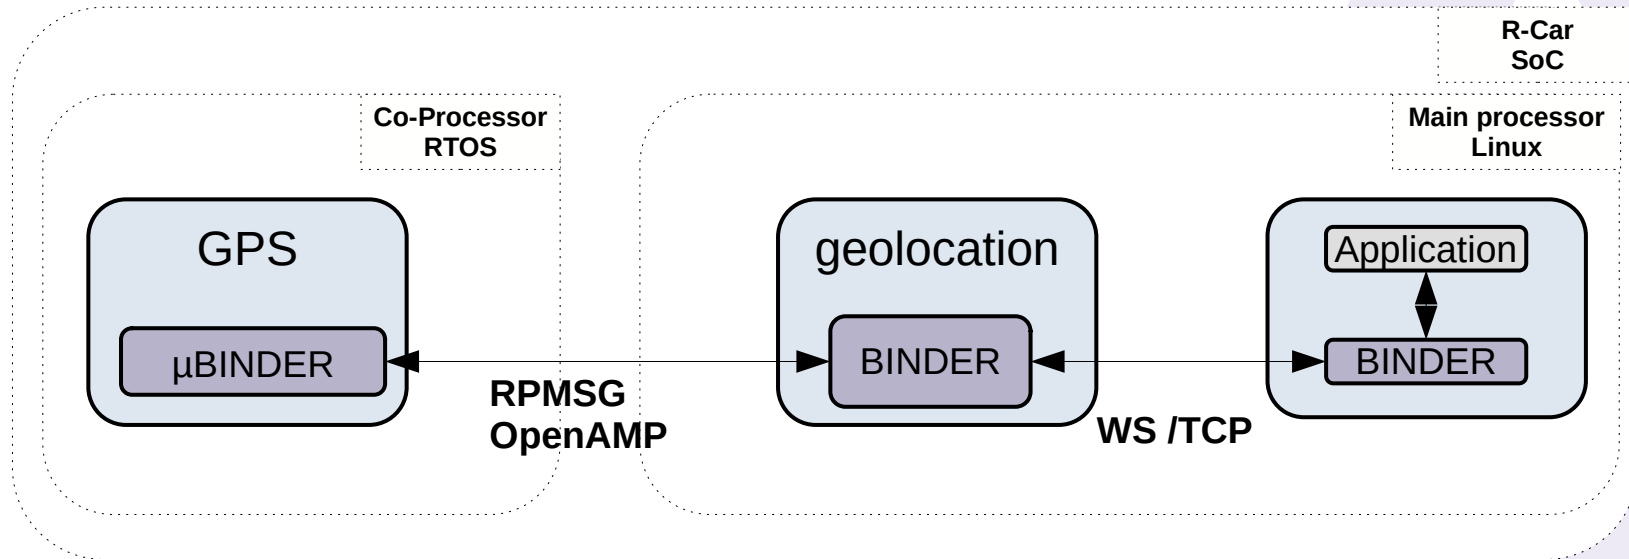 R-Car
SoC
Co-Processor
RTOS
Main processor
Linux
GPS
µBINDER
RPMSG
OpenAMP
geolocation
BINDER
WS /TCP
Application
BINDER